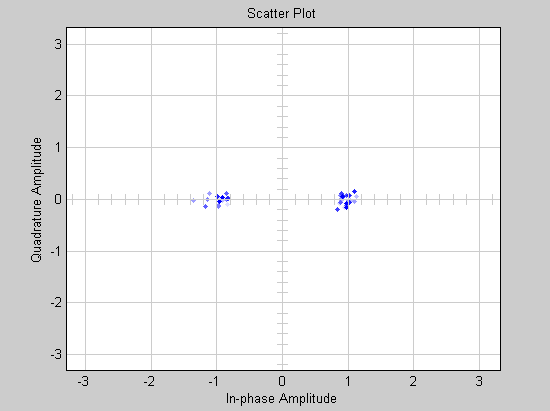 Scatter Plot
3
2
1
0
-1
-2
-3
Quadrature Amplitude
-3 -2 -1 0 1 2 3
In-phase Amplitude